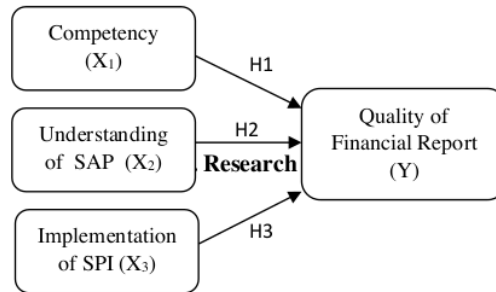 Competency
(X₁)
H1
Understanding
of SAP (X₂)
H2
. Research
Quality of
Financial Report
(Y)
Implementation
of SPI (X₃)
H3